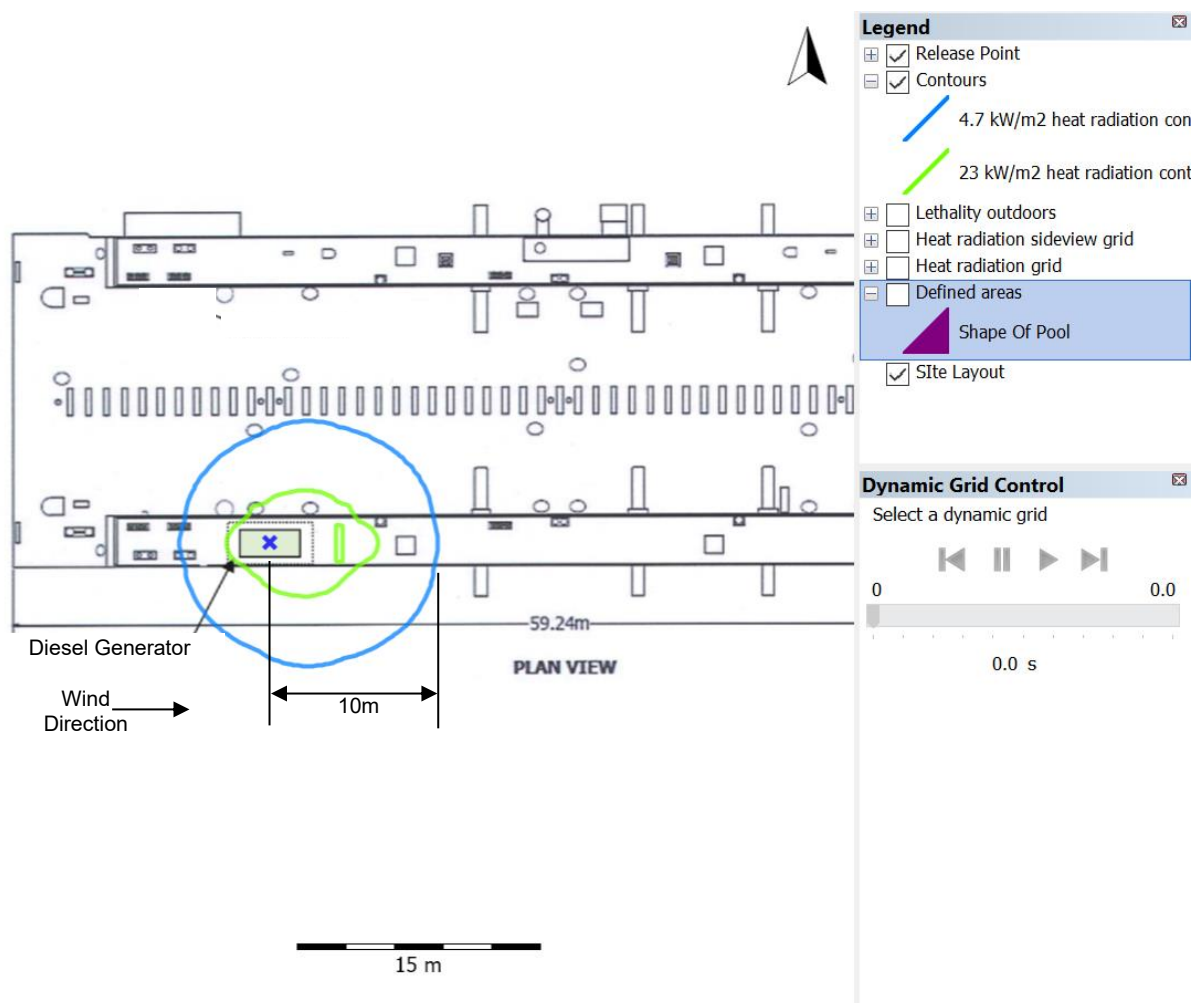 Legend
Release Point
Contours
4.7 kW/m2 heat radiation con
23 kW/m2 heat radiation cont
Lethality outdoors
Heat radiation sideview grid
Heat radiation grid
Defined areas
Shape Of Pool
SIte Layout
Dynamic Grid Control
Select a dynamic grid
0 0.0
0.0 s
59.24m
Diesel Generator
PLAN VIEW
Wind
Direction
10m
15 m